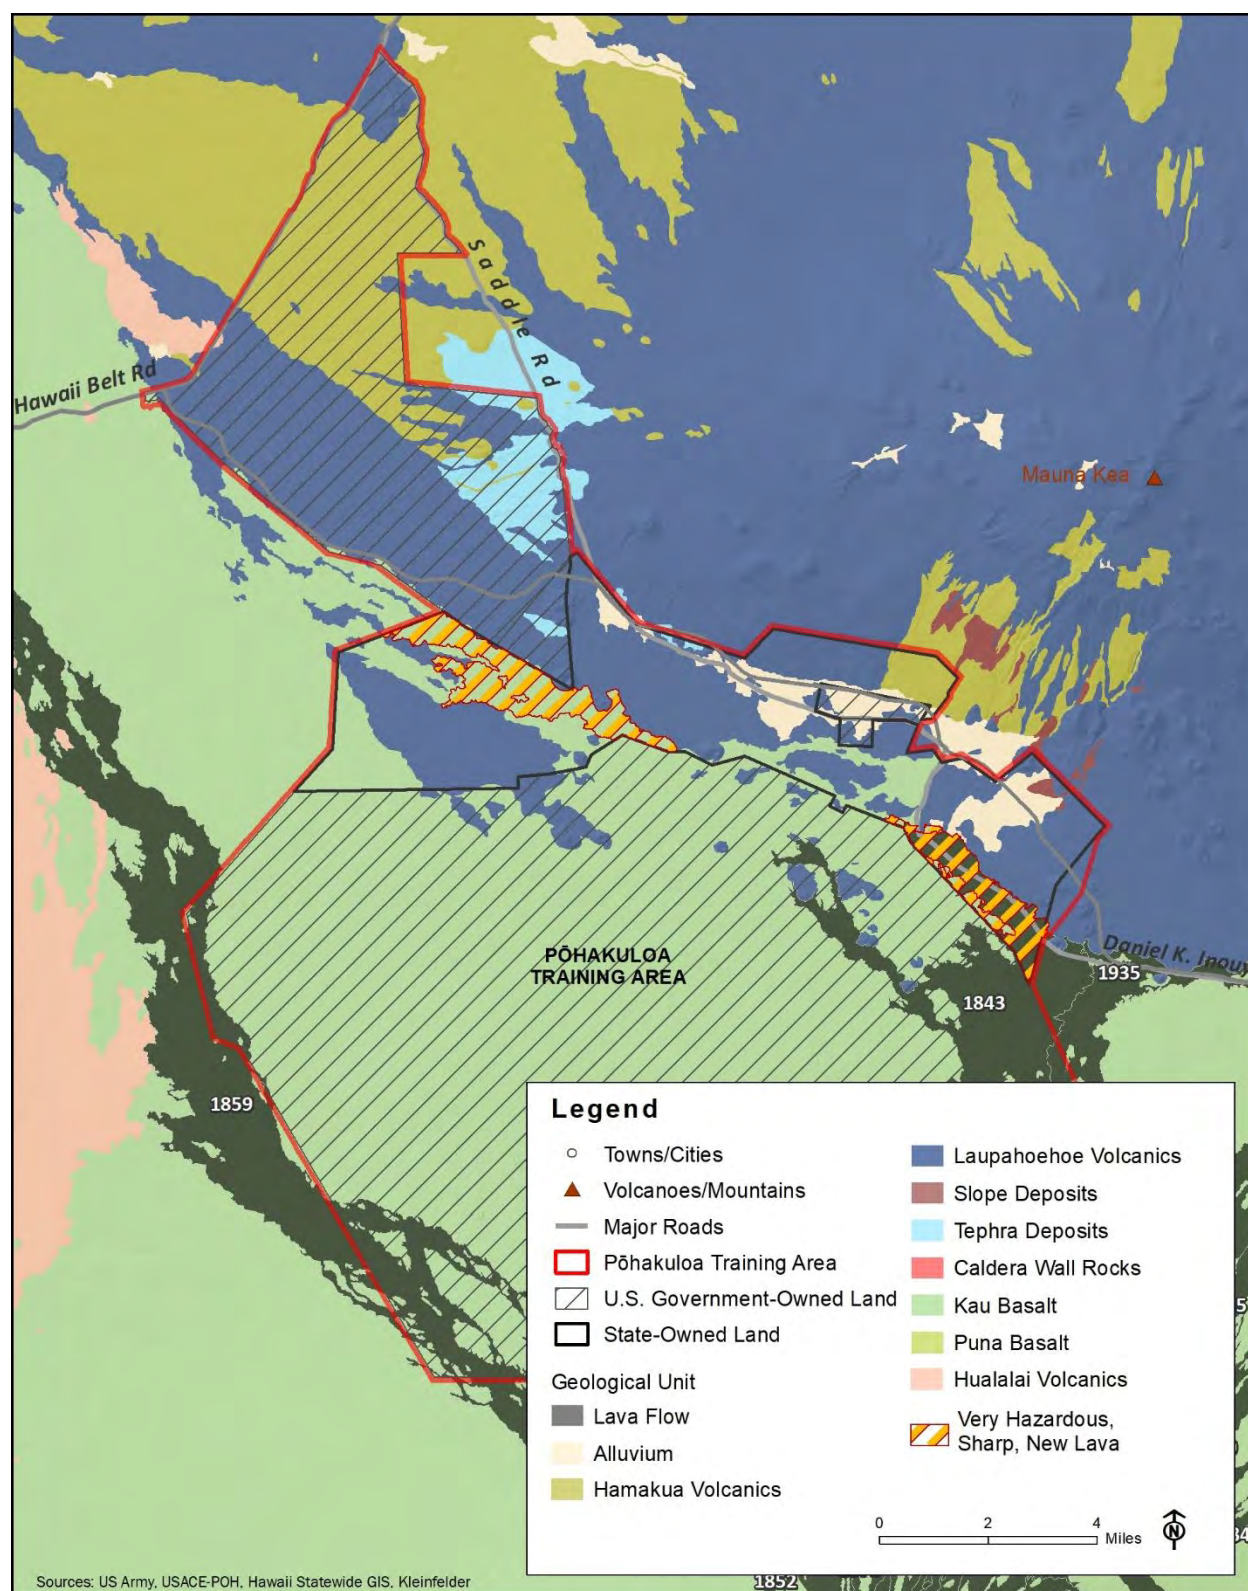 Saddle Rd
Hawaii Belt Rd
Mauna Kea
PŌHAKULOA
TRAINING AREA
Daniel K. Inouy
1935
1843
1859
Legend
Towns/Cities
Volcanoes/Mountains
Major Roads
Pōhakuloa Training Area
U.S. Government-Owned Land
State-Owned Land
Geological Unit
Lava Flow
Alluvium
Hamakua Volcanics
Laupahoehoe Volcanics
Slope Deposits
Tephra Deposits
Caldera Wall Rocks
Kau Basalt
Puna Basalt
Hualalai Volcanics
Very Hazardous,
Sharp, New Lava
0 2 4
Miles
N
Sources: US Army, USACE-POH, Hawaii Statewide GIS, Kleinfelder
1852